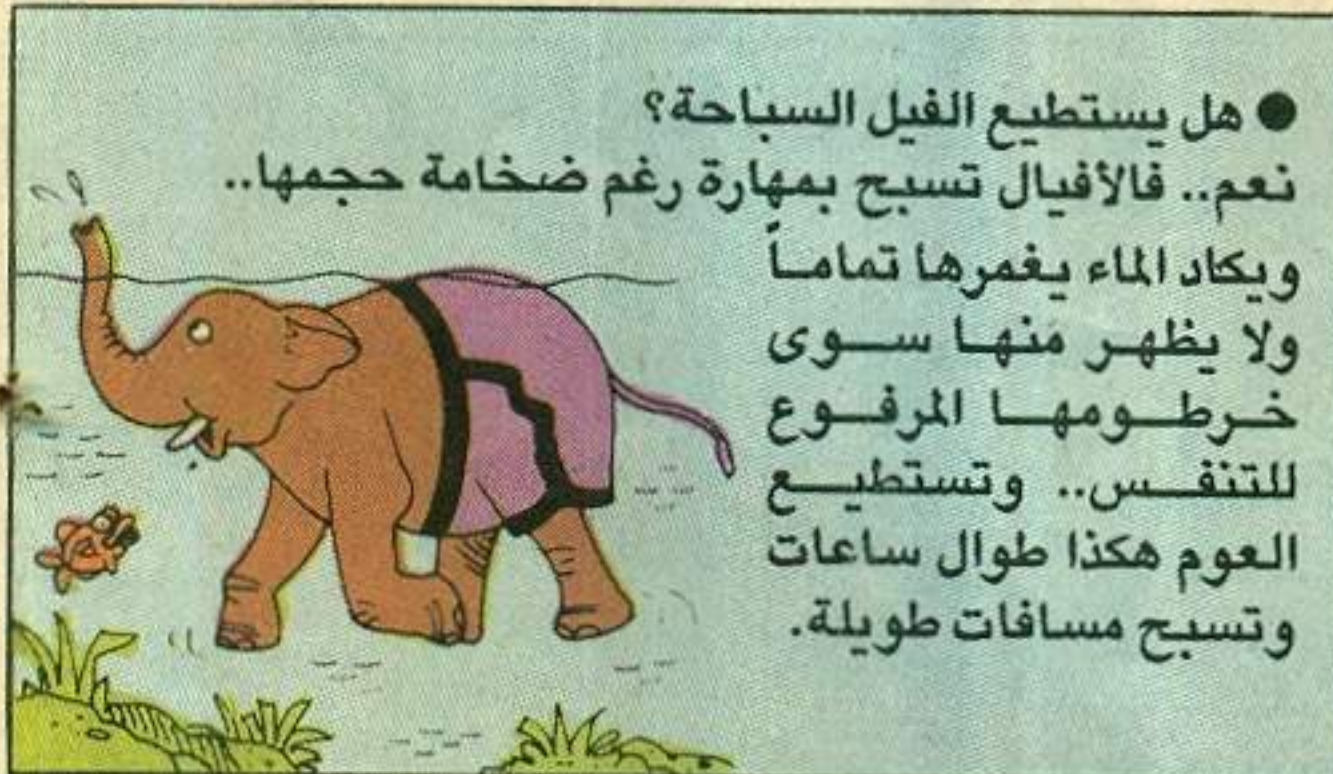 ● هل يستطيع الفيل السباحة؟
نعم.. فالأفيال تسبح بمهارة رغم ضخامة حجمها..
ويكاد الماء يغمرها تماماً
ولا يظهر منها سوى
خرطومها المرفوع
للتنفس.. وتستطيع
العوم هكذا طوال ساعات
وتسبح مسافات طويلة.